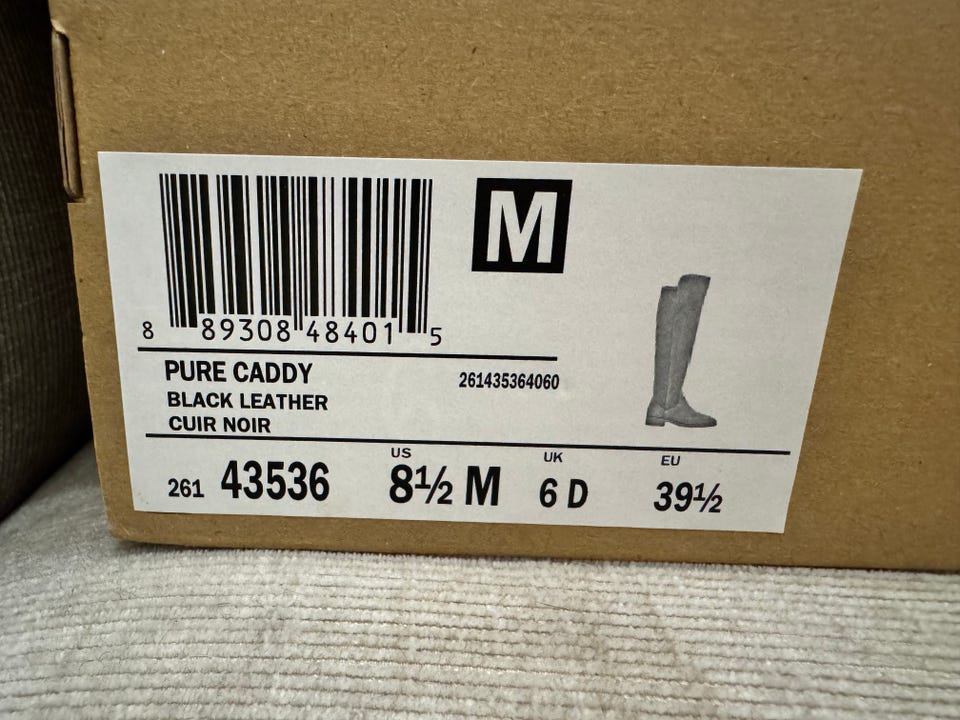 M
8 89308 48401 5
PURE CADDY
261435364060
BLACK LEATHER
CUIR NOIR
US UK EU
261 43536 8½ M 6 D 39½